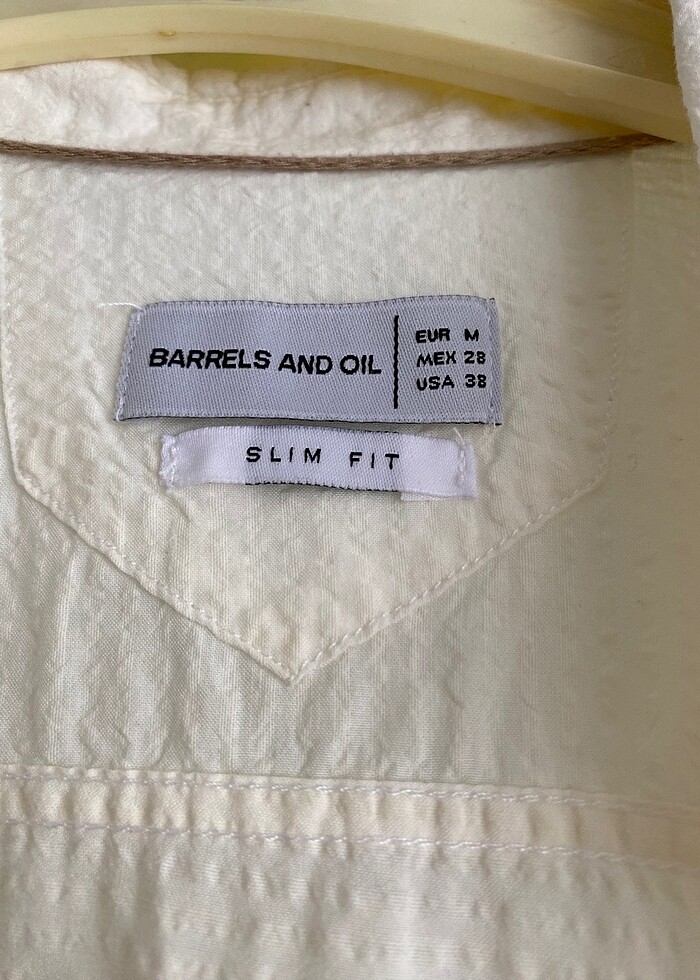 BARRELS AND OIL
EUR M
MEX 28
USA 38
SLIM FIT